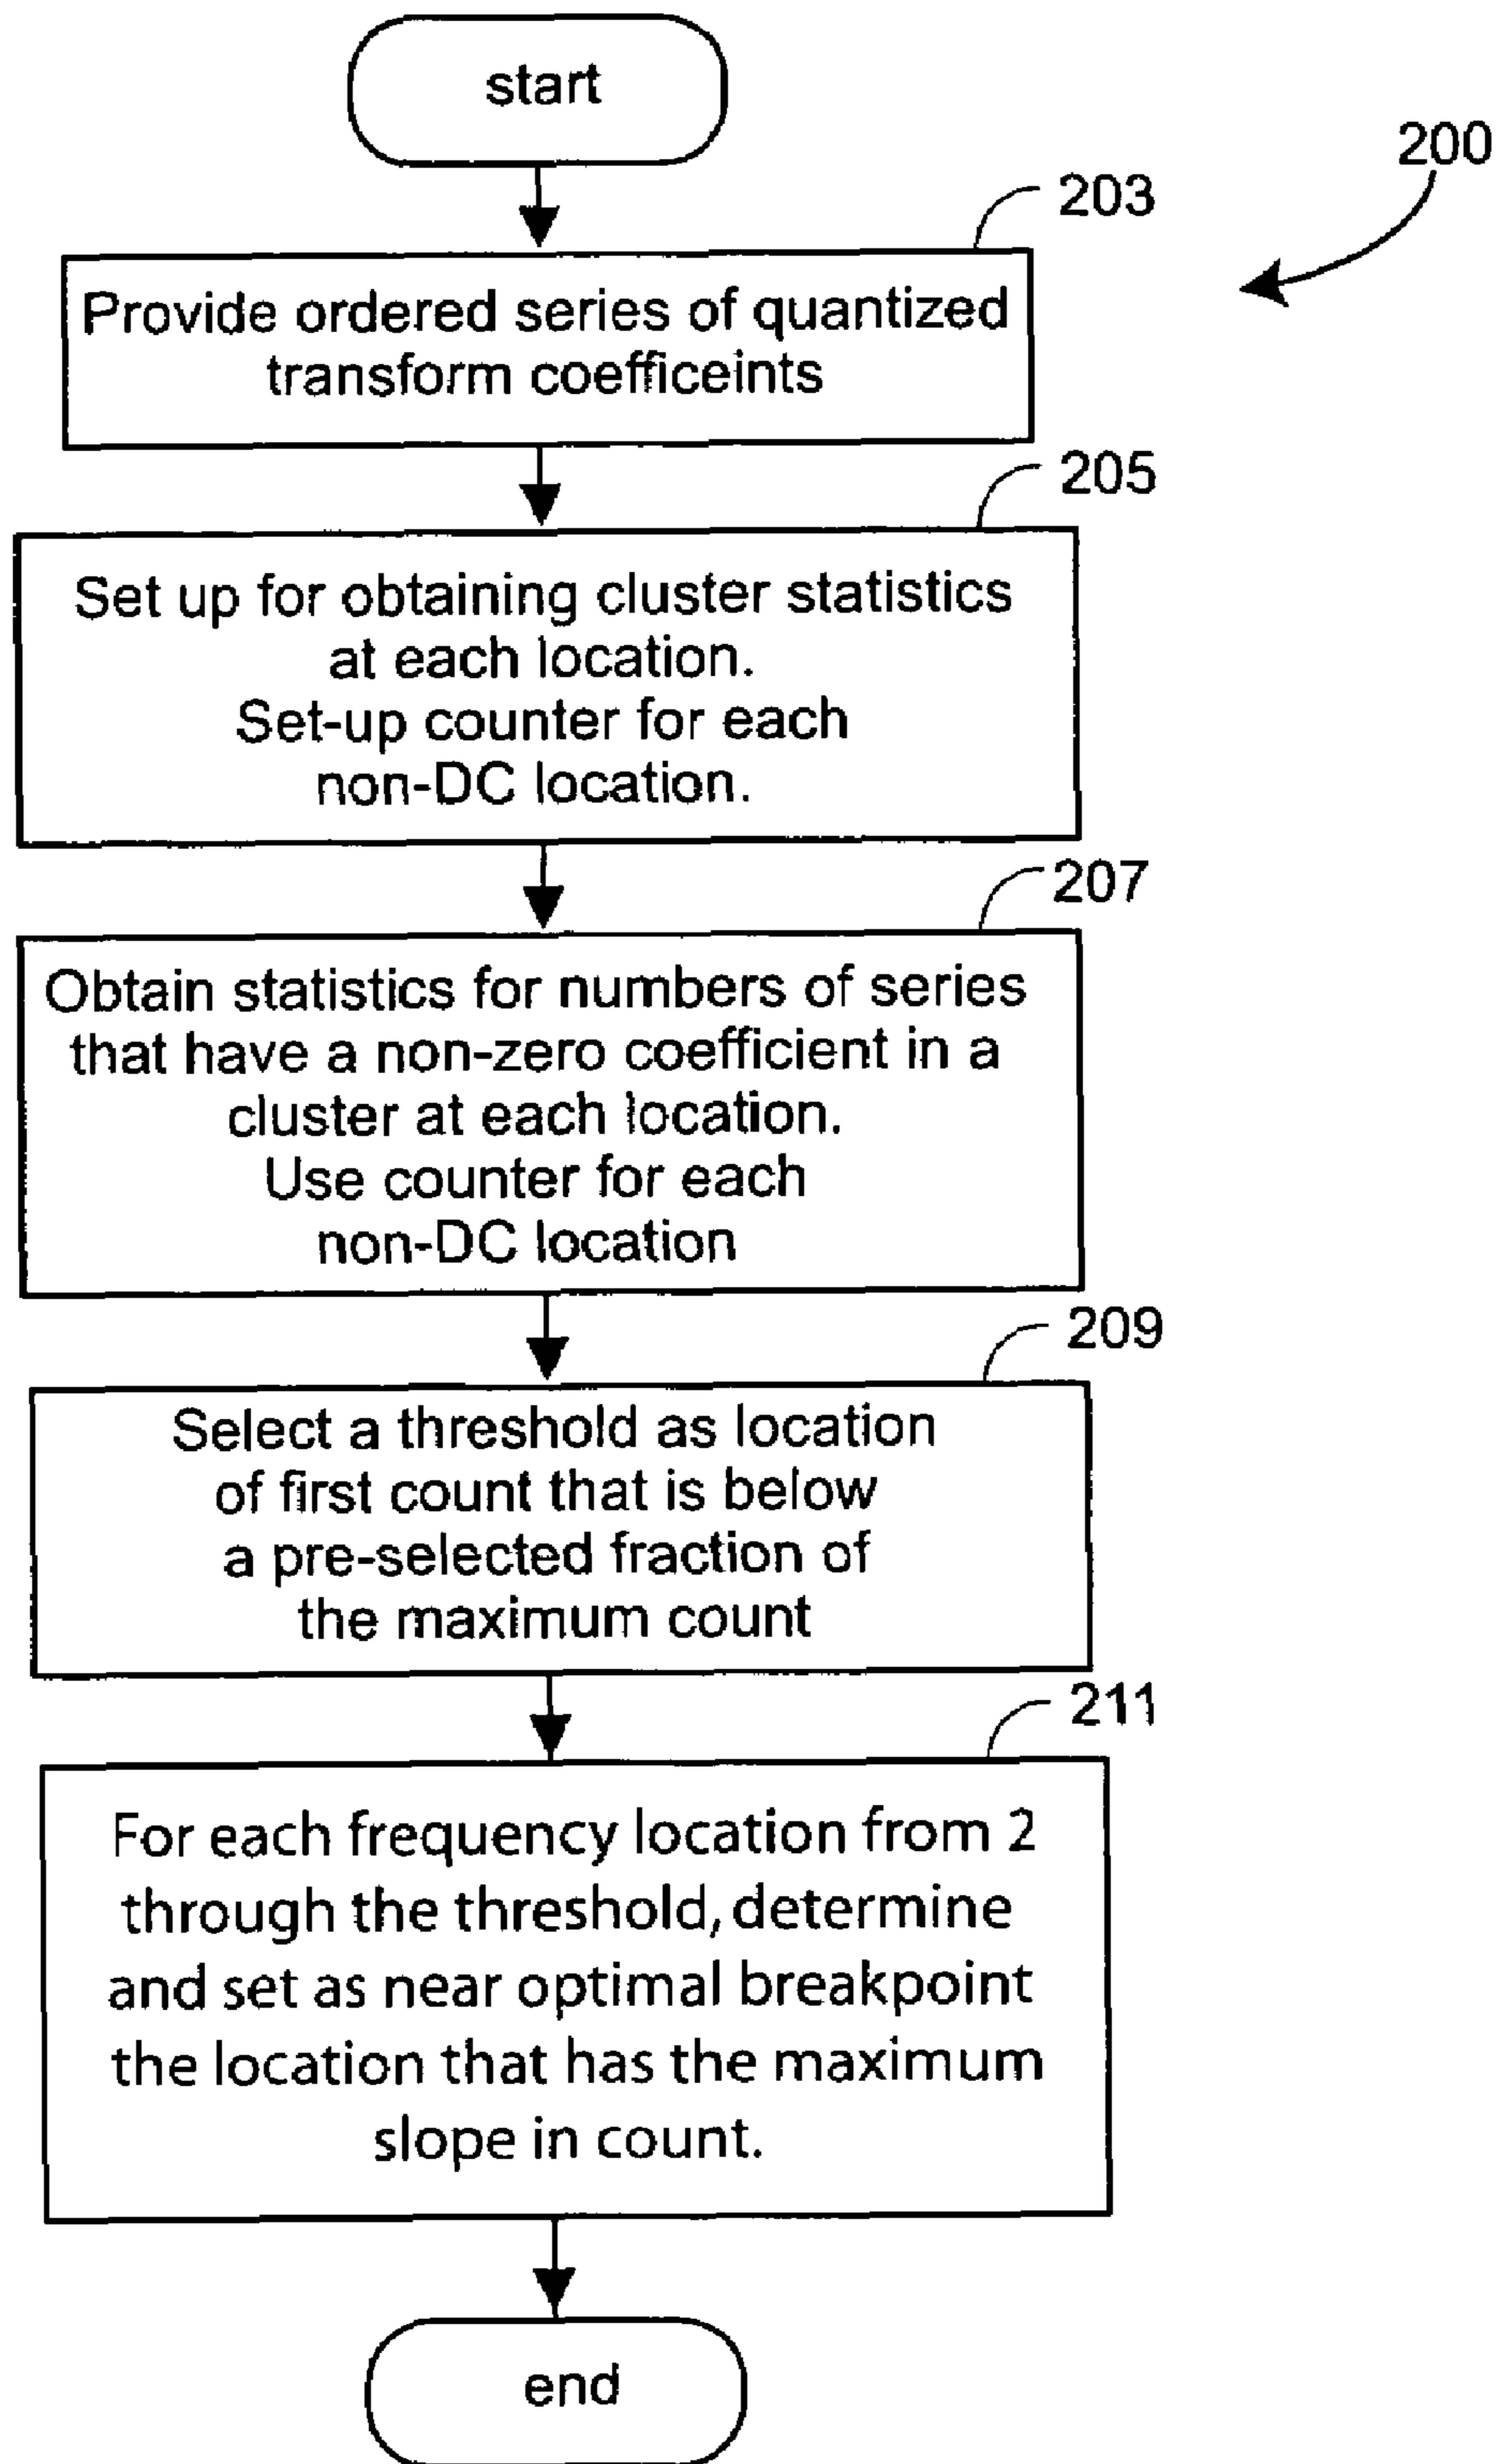 start
200
203
Provide ordered series of quantized
transform coefficeints
205
Set up for obtaining cluster statistics
at each location.
Set-up counter for each
non-DC location.
207
Obtain statistics for numbers of series
that have a non-zero coefficient in a
cluster at each location.
Use counter for each
non-DC location
209
Select a threshold as location
of first count that is below
a pre-selected fraction of
the maximum count
211
For each frequency location from 2
through the threshold, determine
and set as near optimal breakpoint
the location that has the maximum
slope in count.
end